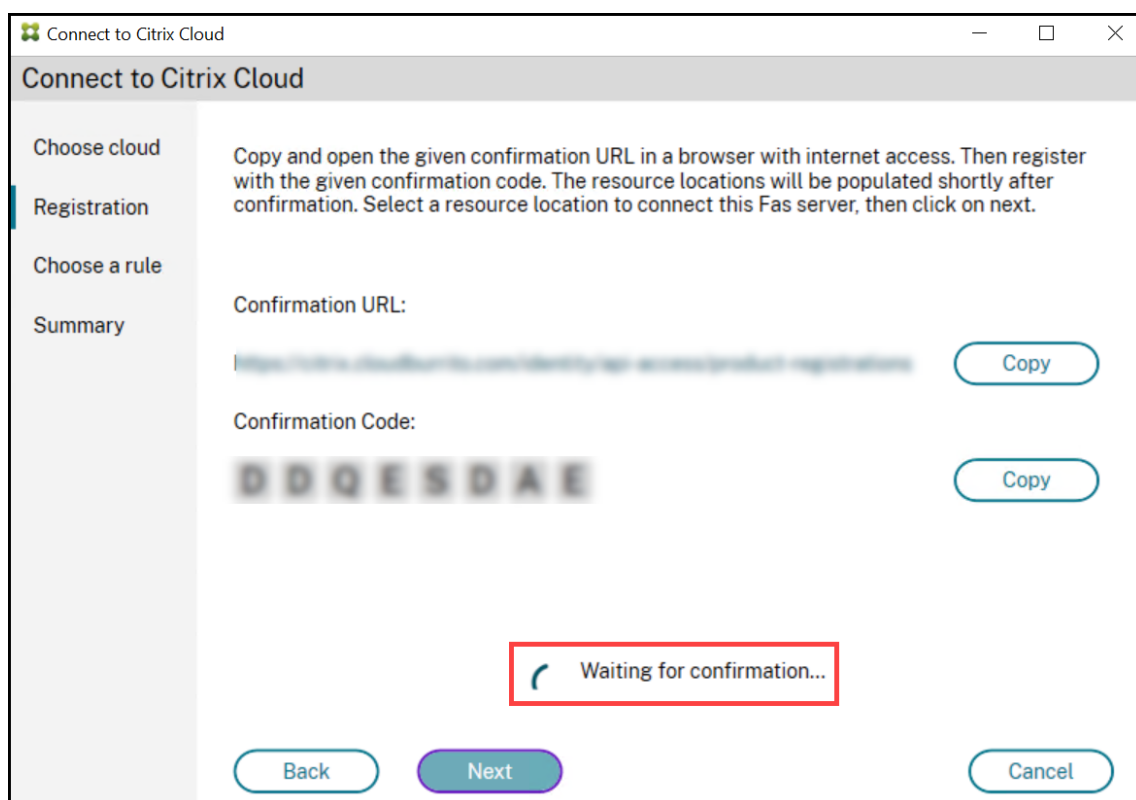 Connect to Citrix Cloud
Connect to Citrix Cloud
Choose cloud
Registration
Choose a rule
Summary
Copy and open the given confirmation URL in a browser with internet access. Then register
with the given confirmation code. The resource locations will be populated shortly after
confirmation. Select a resource location to connect this Fas server, then click on next.
Confirmation URL:
Copy
Confirmation Code:
Copy
Waiting for confirmation...
Back
Next
Cancel